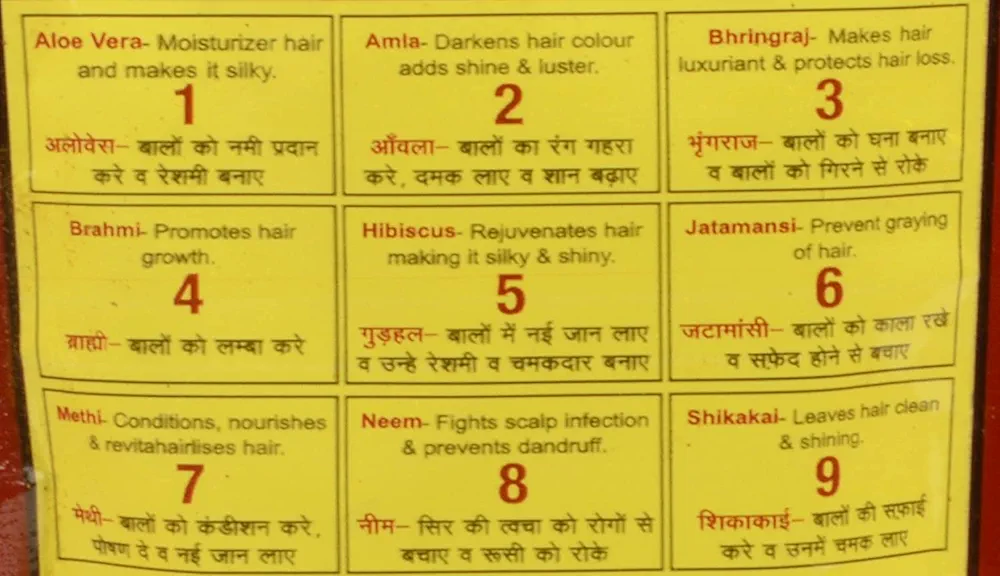 Aloe Vera- Moisturizer hair
and makes it silky.
1
अलोवेरा– बालों को नमी प्रदान
करे व रेशमी बनाए
Amla- Darkens hair colour
adds shine & luster.
2
आँवला– बालों का रंग गहरा
करे, दमक लाए व शान बढ़ाए
Bhringraj- Makes hair
luxuriant & protects hair loss.
3
भृंगराज– बालों को घना बनाए
व बालों को गिरने से रोके
Brahmi- Promotes hair
growth.
4
ब्राह्मी– बालों को लम्बा करे
Hibiscus- Rejuvenates hair
making it silky & shiny.
5
गुड़हल– बालों में नई जान लाए
व उन्हे रेशमी व चमकदार बनाए
Jatamansi- Prevent graying
of hair.
6
जटामांसी– बालों को काला रखे
व सफ़ेद होने से बचाए
Methi- Conditions, nourishes
& revitahairlises hair.
7
मेथी– बालों को कंडीशन करे,
पोषण दे व नई जान लाए
Neem- Fights scalp infection
& prevents dandruff.
8
नीम– सिर की त्वचा को रोगों से
बचाए व रूसी को रोके
Shikakai- Leaves hair clean
& shining.
9
शिकाकाई– बालों की सफ़ाई
करे व उनमें चमक लाए